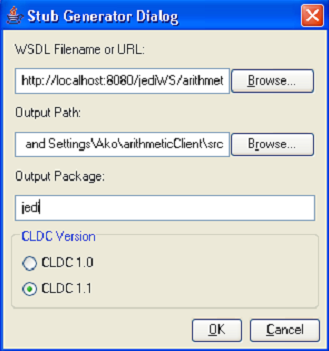 Stub Generator Dialog
WSDL Filename or URL:
http://localhost:8080/jediWS/arithmet
Browse...
Output Path:
and Settings\Ako\arithmeticClient\src
Browse...
Output Package:
jedi
CLDC Version
CLDC 1.0
CLDC 1.1
OK
Cancel